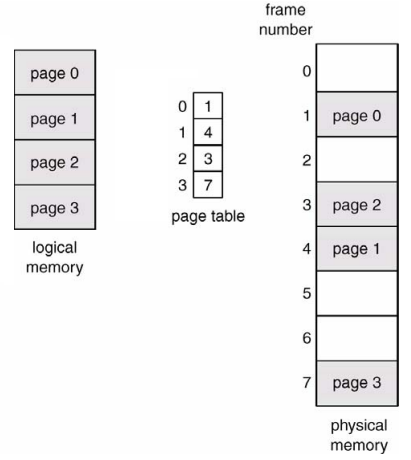 page 0
page 1
page 2
page 3
logical
memory
0 1
1 4
2 3
3 7
page table
frame
number
0
1 page 0
2
3 page 2
4 page 1
5
6
7 page 3
physical
memory